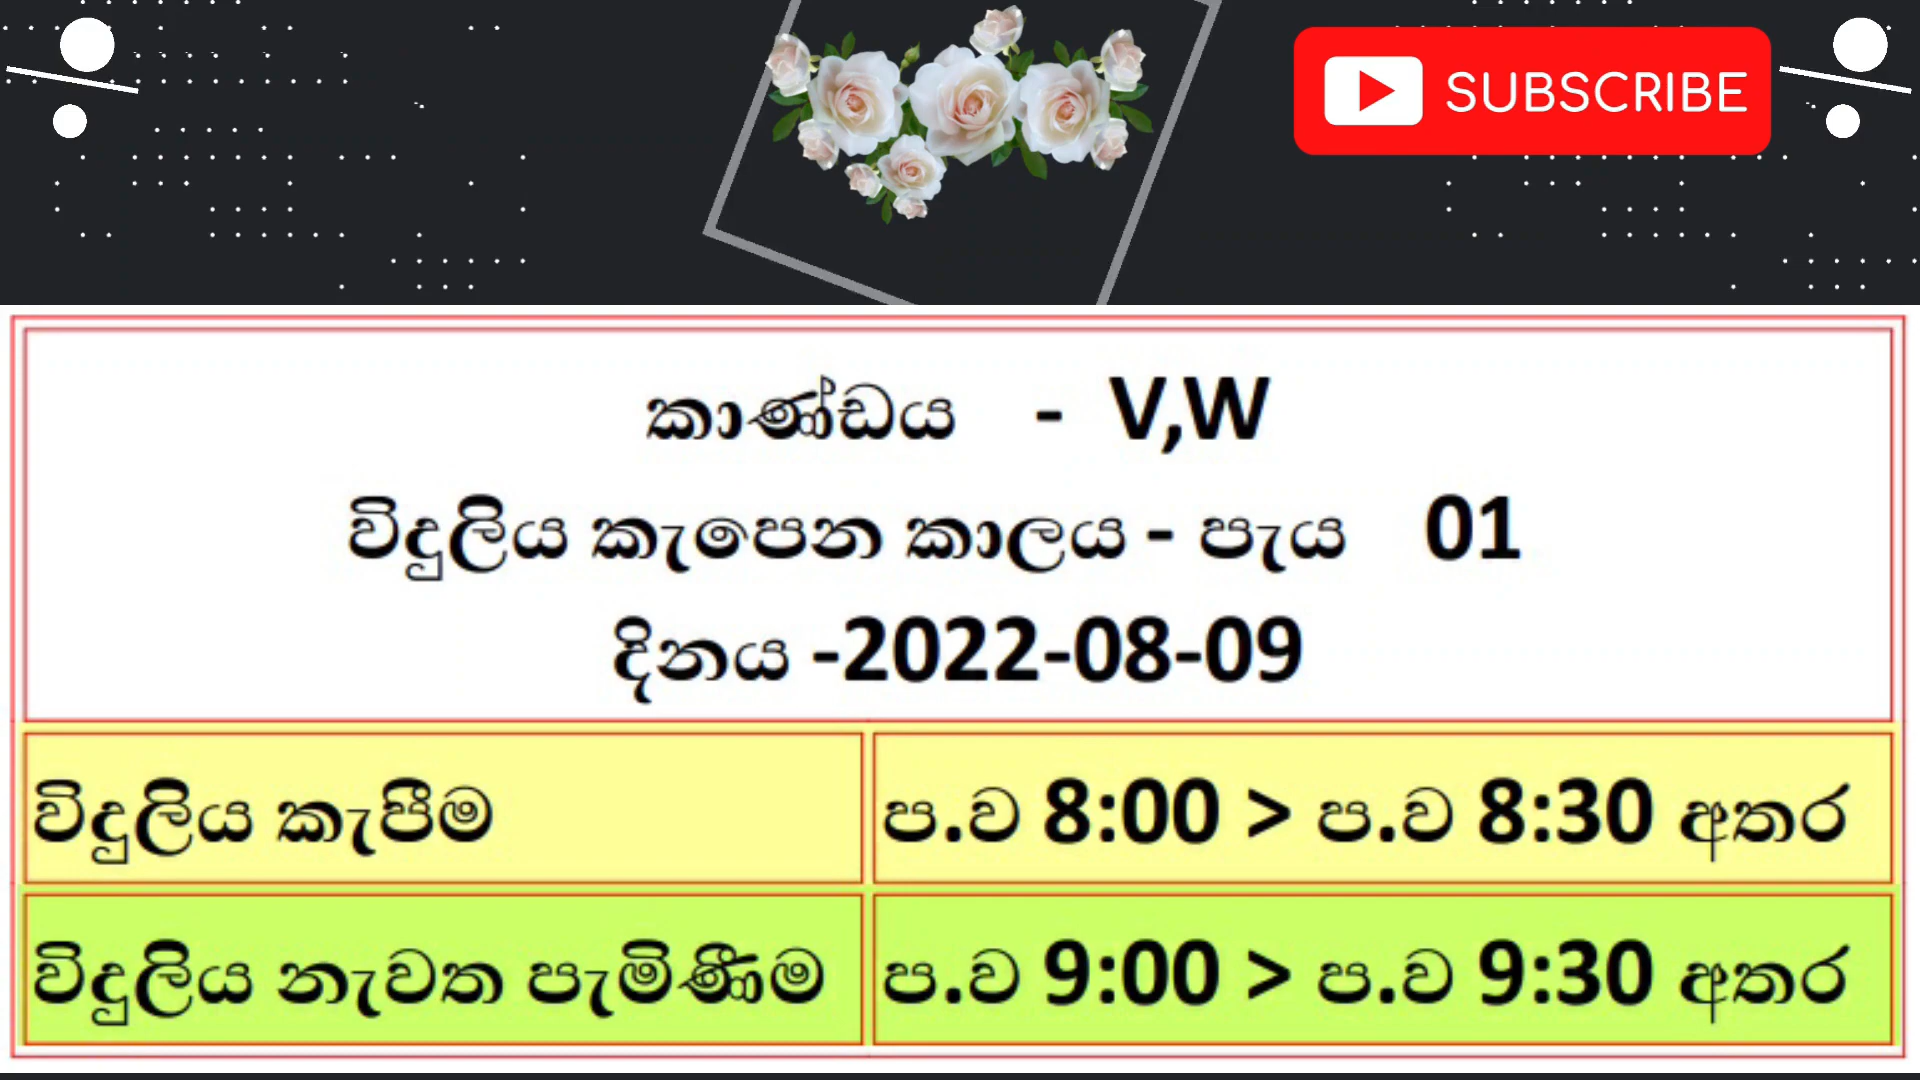 SUBSCRIBE
කාණ්ඩය - V,W
විදුලිය කැපෙන කාලය - පැය 01
දිනය -2022-08-09
විදුලිය කැපීම ප.ව 8:00 > ප.ව 8:30 අතර
විදුලිය නැවත පැමිණීම ප.ව 9:00 > ප.ව 9:30 අතර